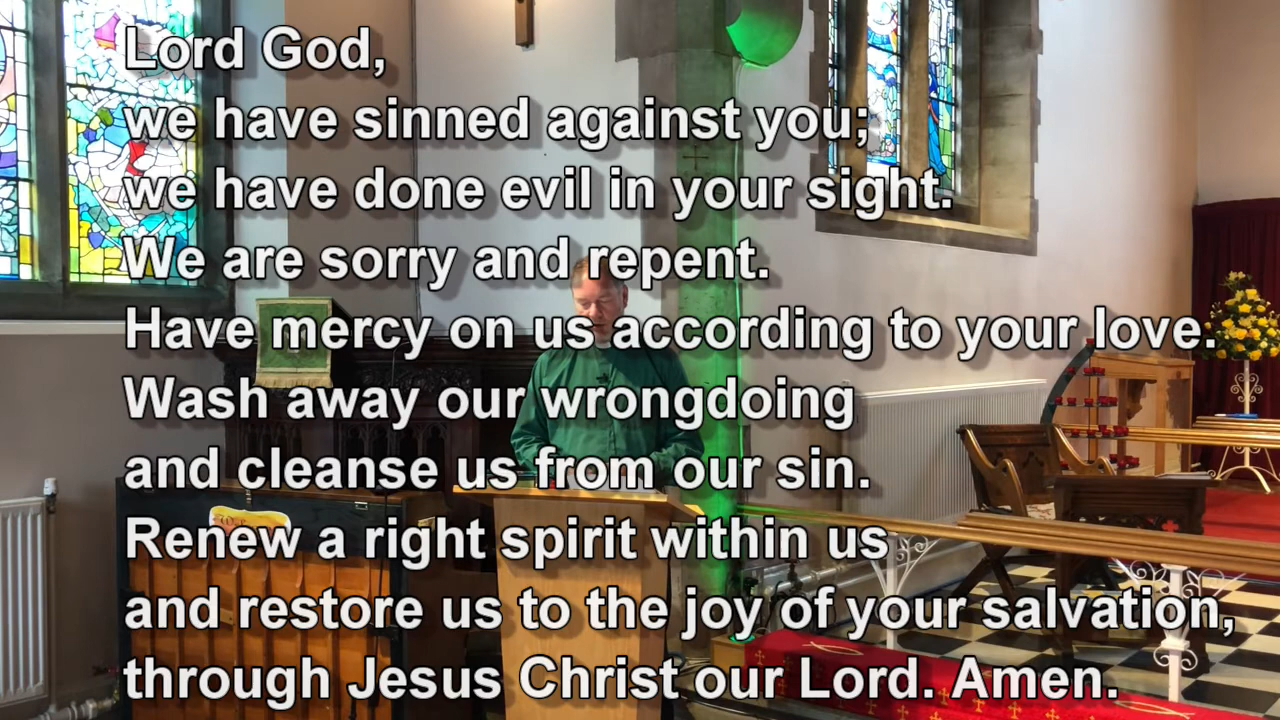 Lord God,
we have sinned against you;
we have done evil in your sight.
We are sorry and repent.
Have mercy on us according to your love.
Wash away our wrongdoing
and cleanse us from our sin.
Renew a right spirit within us
and restore us to the joy of your salvation,
through Jesus Christ our Lord. Amen.